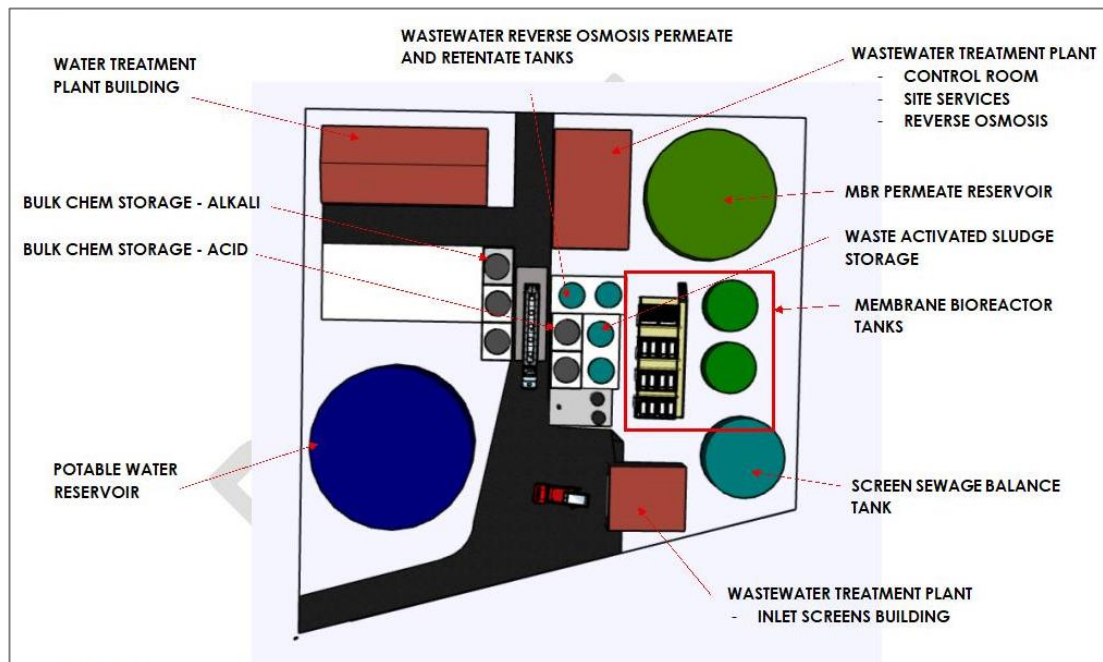 WASTEWATER REVERSE OSMOSIS PERMEATE
AND RETENTATE TANKS
WATER TREATMENT
PLANT BUILDING
WASTEWATER TREATMENT PLANT
- CONTROL ROOM
- SITE SERVICES
- REVERSE OSMOSIS
BULK CHEM STORAGE - ALKALI
MBR PERMEATE RESERVOIR
BULK CHEM STORAGE - ACID
WASTE ACTIVATED SLUDGE
STORAGE
MEMBRANE BIOREACTOR
TANKS
POTABLE WATER
RESERVOIR
SCREEN SEWAGE BALANCE
TANK
WASTEWATER TREATMENT PLANT
- INLET SCREENS BUILDING